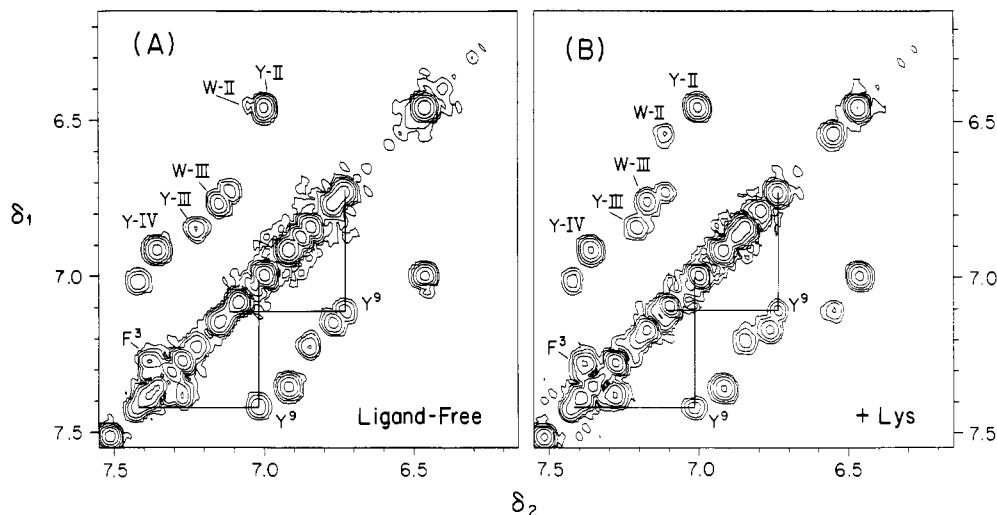 (A)
W-II
Y-II
W-III
Y-III
Y-IV
F³
Y⁹
Y⁹
Ligand-Free
6.5
7.0
7.5
δ₁
7.5
7.0
6.5
(B)
Y-II
W-II
W-III
Y-III
Y-IV
F³
Y⁹
Y⁹
+ Lys
6.5
7.0
7.5
7.5
7.0
6.5
δ₂